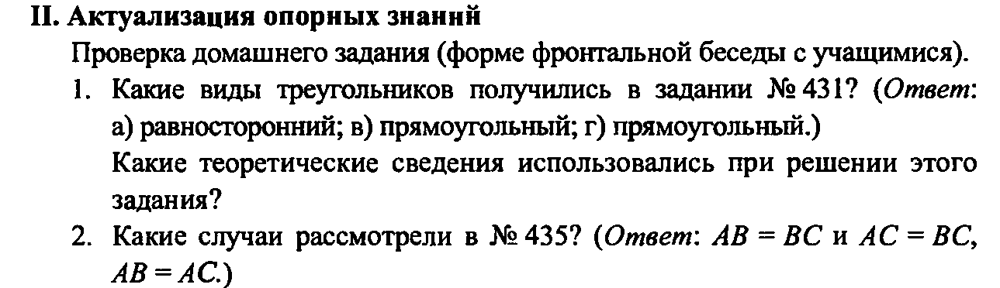 II. Актуализация опорных знаний
Проверка домашнего задания (форме фронтальной беседы с учащимися).
1. Какие виды треугольников получились в задании № 431? (Ответ:
а) равносторонний; в) прямоугольный; г) прямоугольный.)
Какие теоретические сведения использовались при решении этого
задания?
2. Какие случаи рассмотрели в № 435? (Ответ: AB = BC и AC = BC,
AB = AC.)